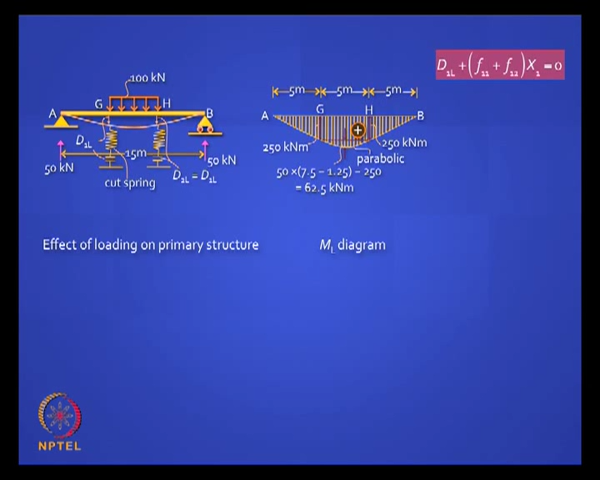 100 kN
A G H B
D₁L
15m
50 kN
50 kN
D₂L = D₁L
cut spring
5m 5m 5m
A G H B
250 kNm
250 kNm
parabolic
50 ×(7.5 – 1.25) – 250
= 62.5 kNm
D₁L + (f₁₁ + f₁₂)X₁ = 0
Effect of loading on primary structure
M_L diagram
NPTEL